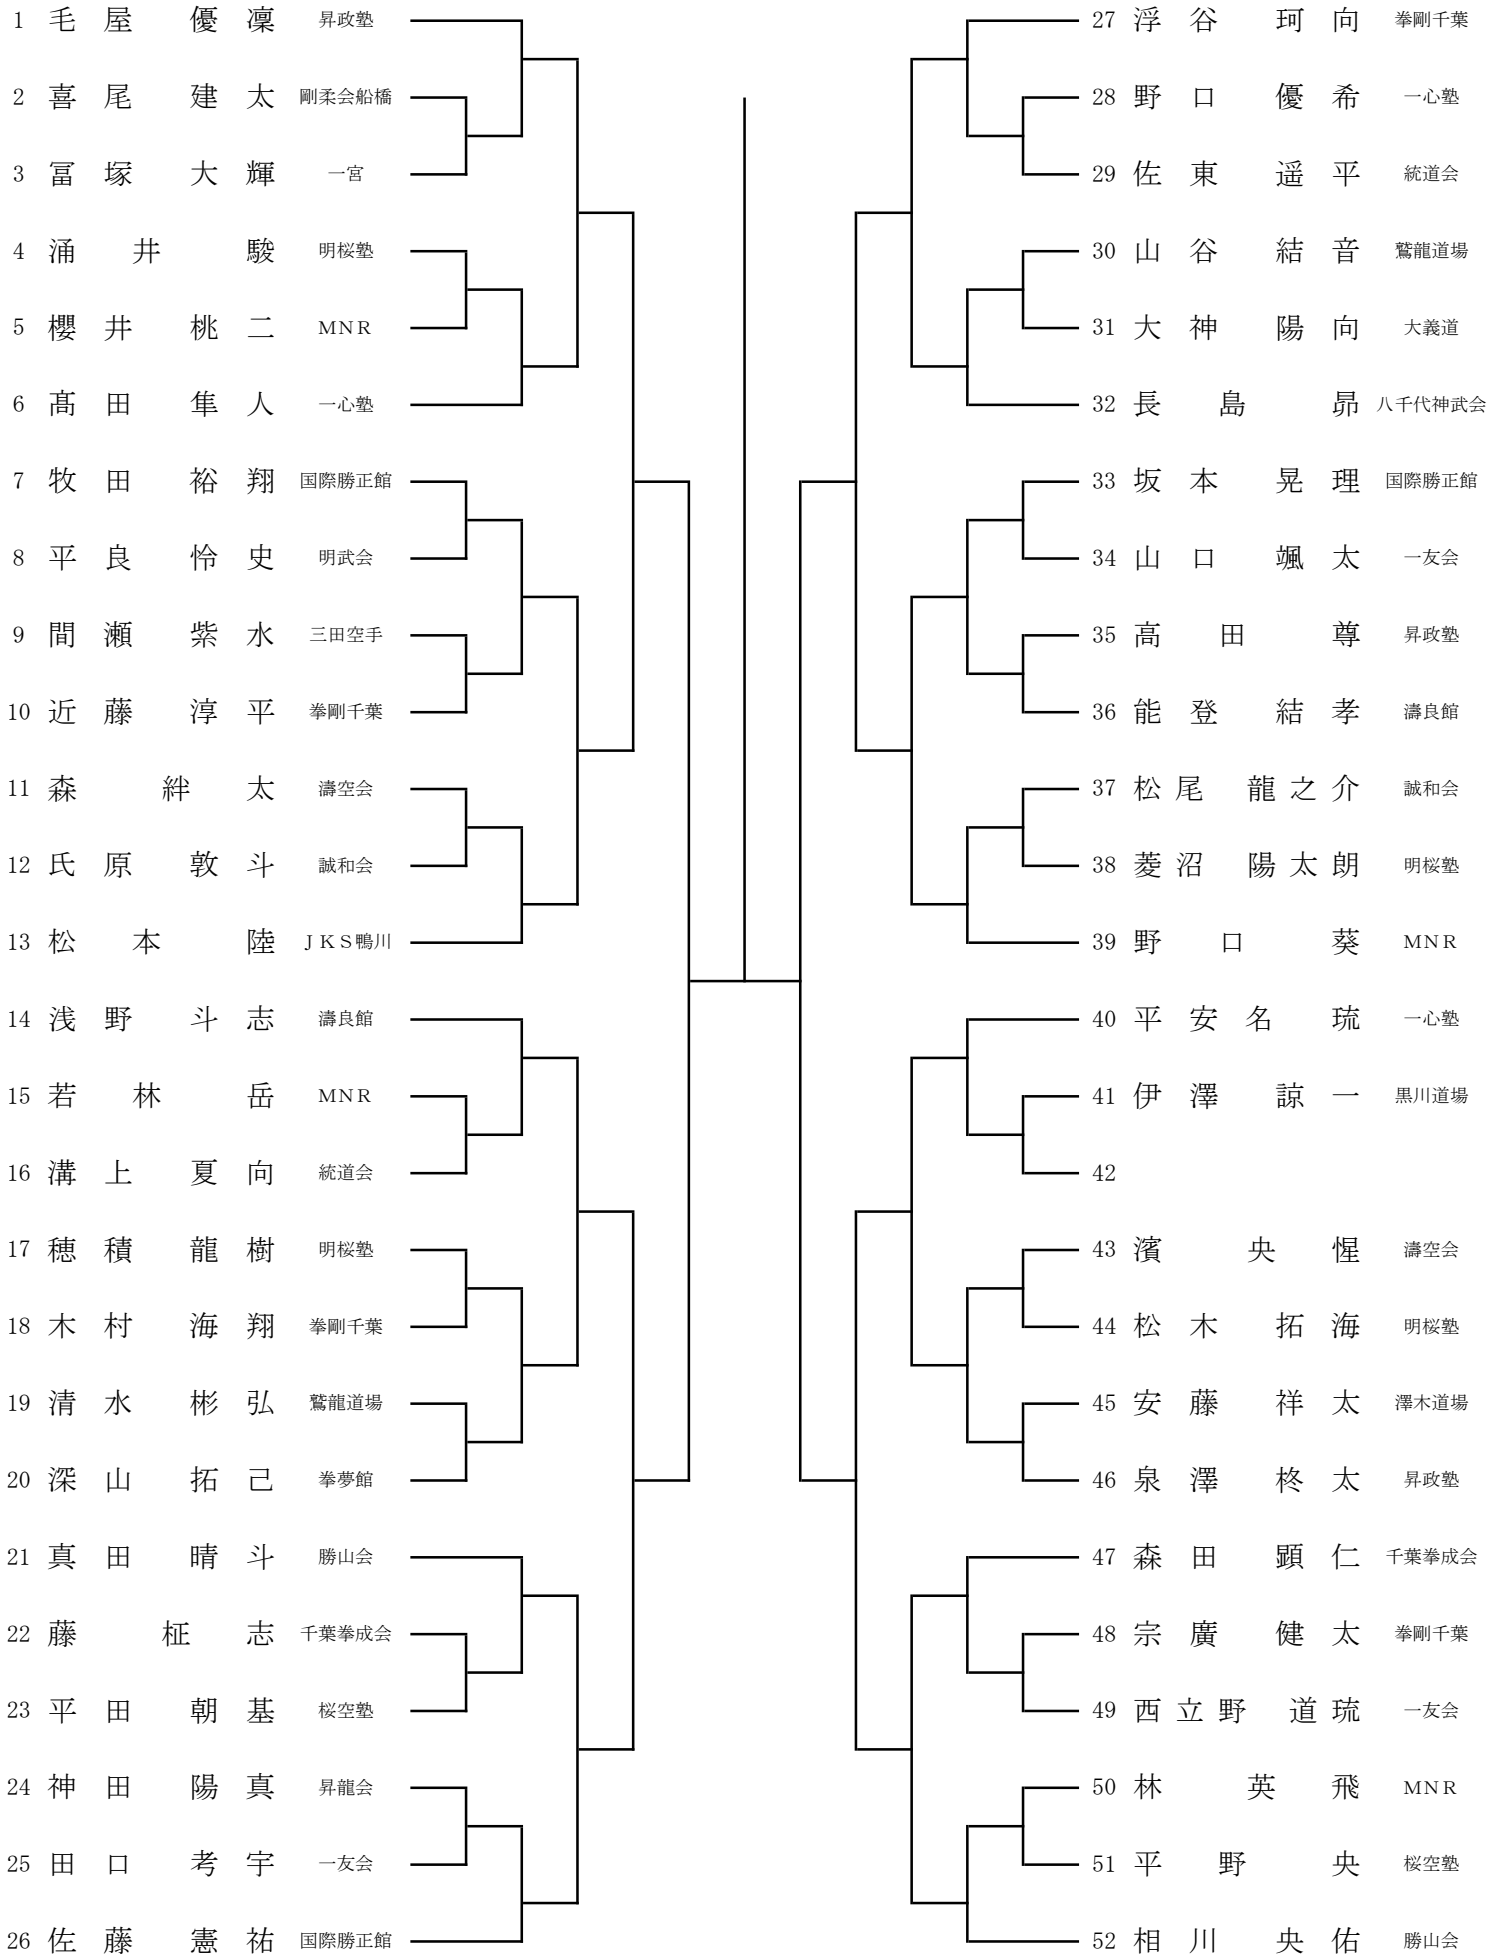 1 毛屋 優凜 昇政塾
2 喜尾 建太 剛柔会船橋
3 冨塚 大輝 一宮
4 涌井 駿 明桜塾
5 櫻井 桃二 MNR
6 髙田 隼人 一心塾
7 牧田 裕翔 国際勝正館
8 平良 怜史 明武会
9 間瀬 紫水 三田空手
10 近藤 淳平 拳剛千葉
11 森 絆太 濤空会
12 氏原 敦斗 誠和会
13 松本 陸 JKS鴨川
14 浅野 斗志 濤良館
15 若林 岳 MNR
16 溝上 夏向 統道会
17 穂積 龍樹 明桜塾
18 木村 海翔 拳剛千葉
19 清水 彬弘 鷲龍道場
20 深山 拓己 拳夢館
21 真田 晴斗 勝山会
22 藤 柾志 千葉拳成会
23 平田 朝基 桜空塾
24 神田 陽真 昇龍会
25 田口 考宇 一友会
26 佐藤 憲祐 国際勝正館
27 浮谷 珂向 拳剛千葉
28 野口 優希 一心塾
29 佐東 遥平 統道会
30 山谷 結音 鷲龍道場
31 大神 陽向 大義道
32 長島 昴 八千代神武会
33 坂本 晃理 国際勝正館
34 山口 颯太 一友会
35 高田 尊 昇政塾
36 能登 結孝 濤良館
37 松尾 龍之介 誠和会
38 菱沼 陽太朗 明桜塾
39 野口 葵 MNR
40 平安名 琉 一心塾
41 伊澤 諒一 黒川道場
42
43 濱 央惺 濤空会
44 松木 拓海 明桜塾
45 安藤 祥太 澤木道場
46 泉澤 柊太 昇政塾
47 森田 顕仁 千葉拳成会
48 宗廣 健太 拳剛千葉
49 西立野 道琉 一友会
50 林 英飛 MNR
51 平野 央 桜空塾
52 相川 央佑 勝山会